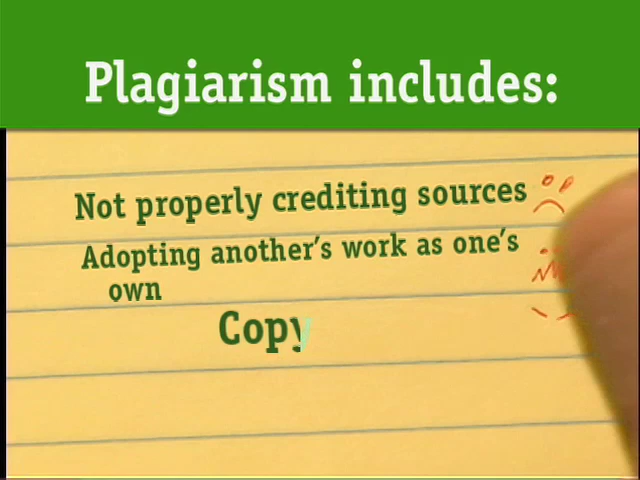 Plagiarism includes:
Not properly crediting sources
Adopting another's work as one's
own
Copy